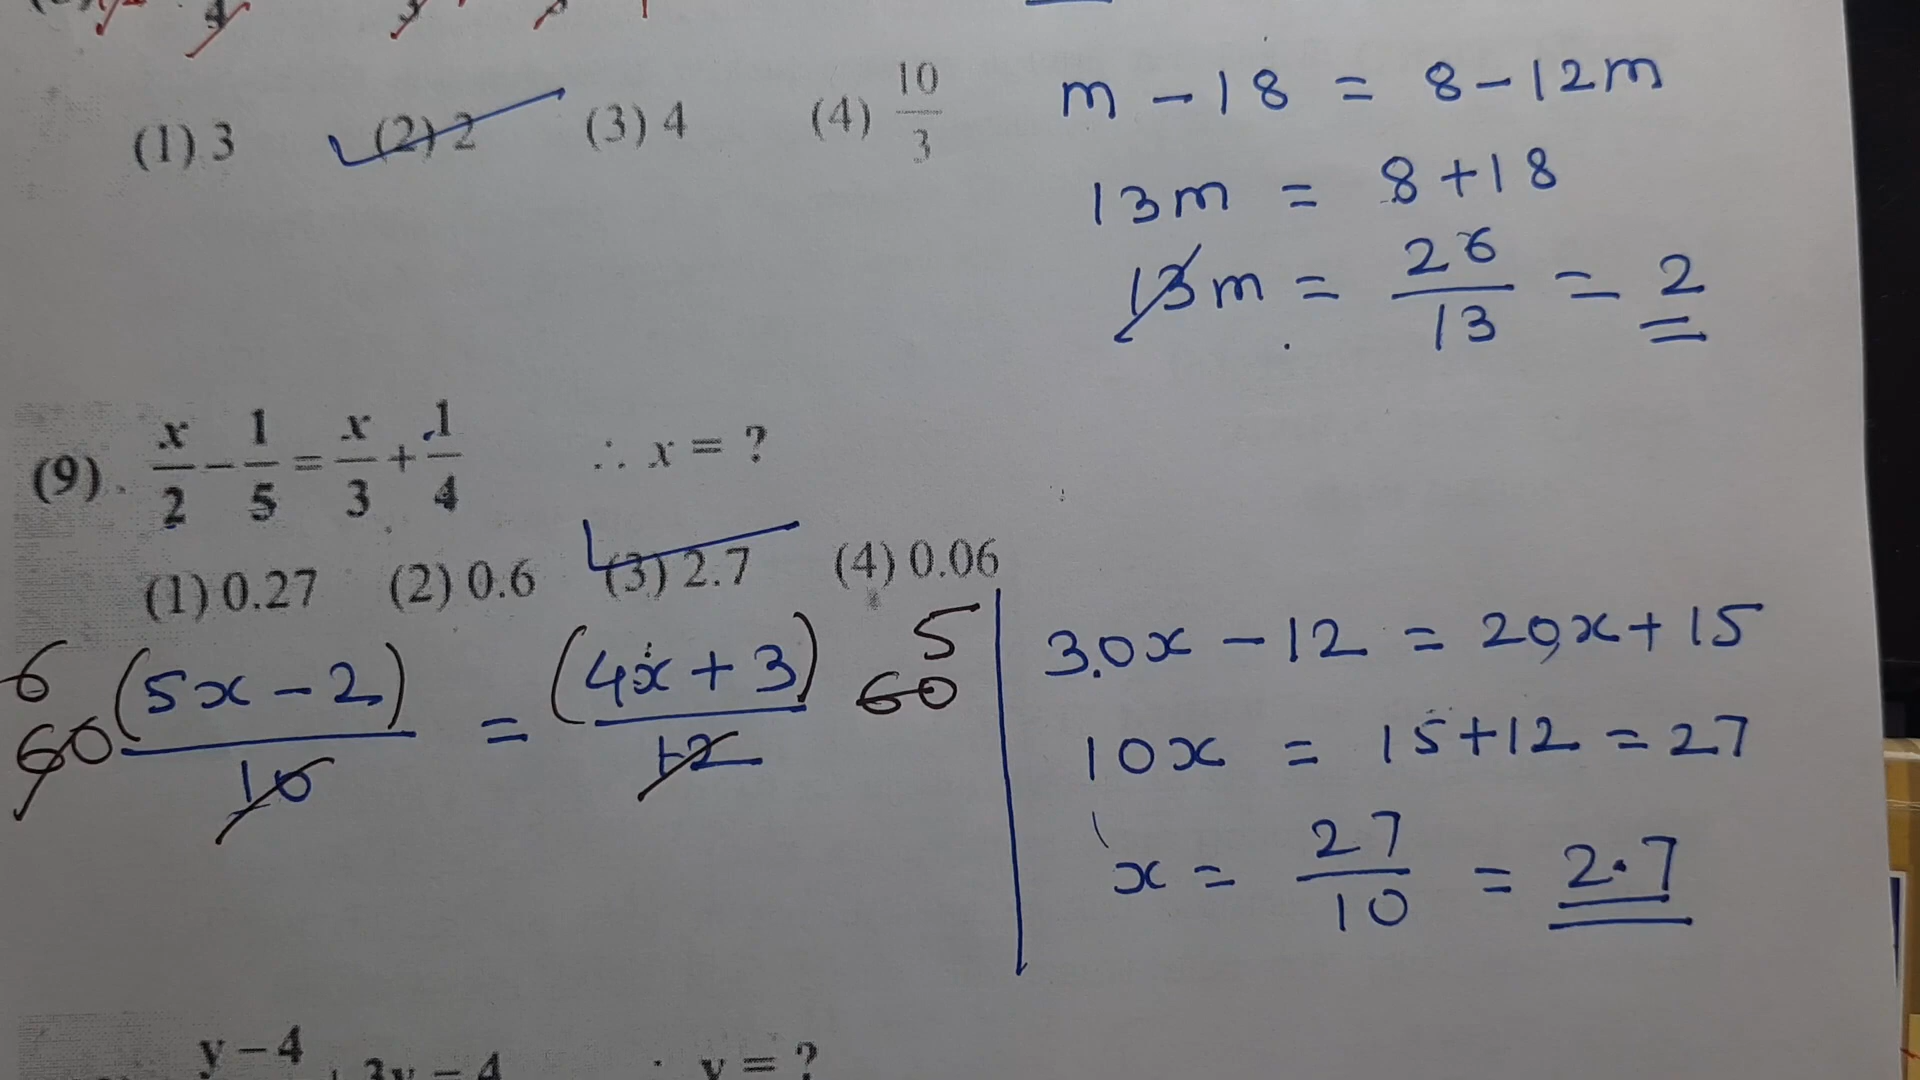 (1) 3 (2) 2 (3) 4 (4) 10/3
m - 18 = 8 - 12m
13m = 8 + 18
13m = 26/13 = 2
(9) x/2 - 1/5 = x/3 + 1/4 ∴ x = ?
(1) 0.27 (2) 0.6 (3) 2.7 (4) 0.06
6 60 (5x - 2)/10 = (4x + 3)/12 60 5
30x - 12 = 20x + 15
10x = 15 + 12 = 27
x = 27/10 = 2.7
y - 4
3y - 4 y = ?